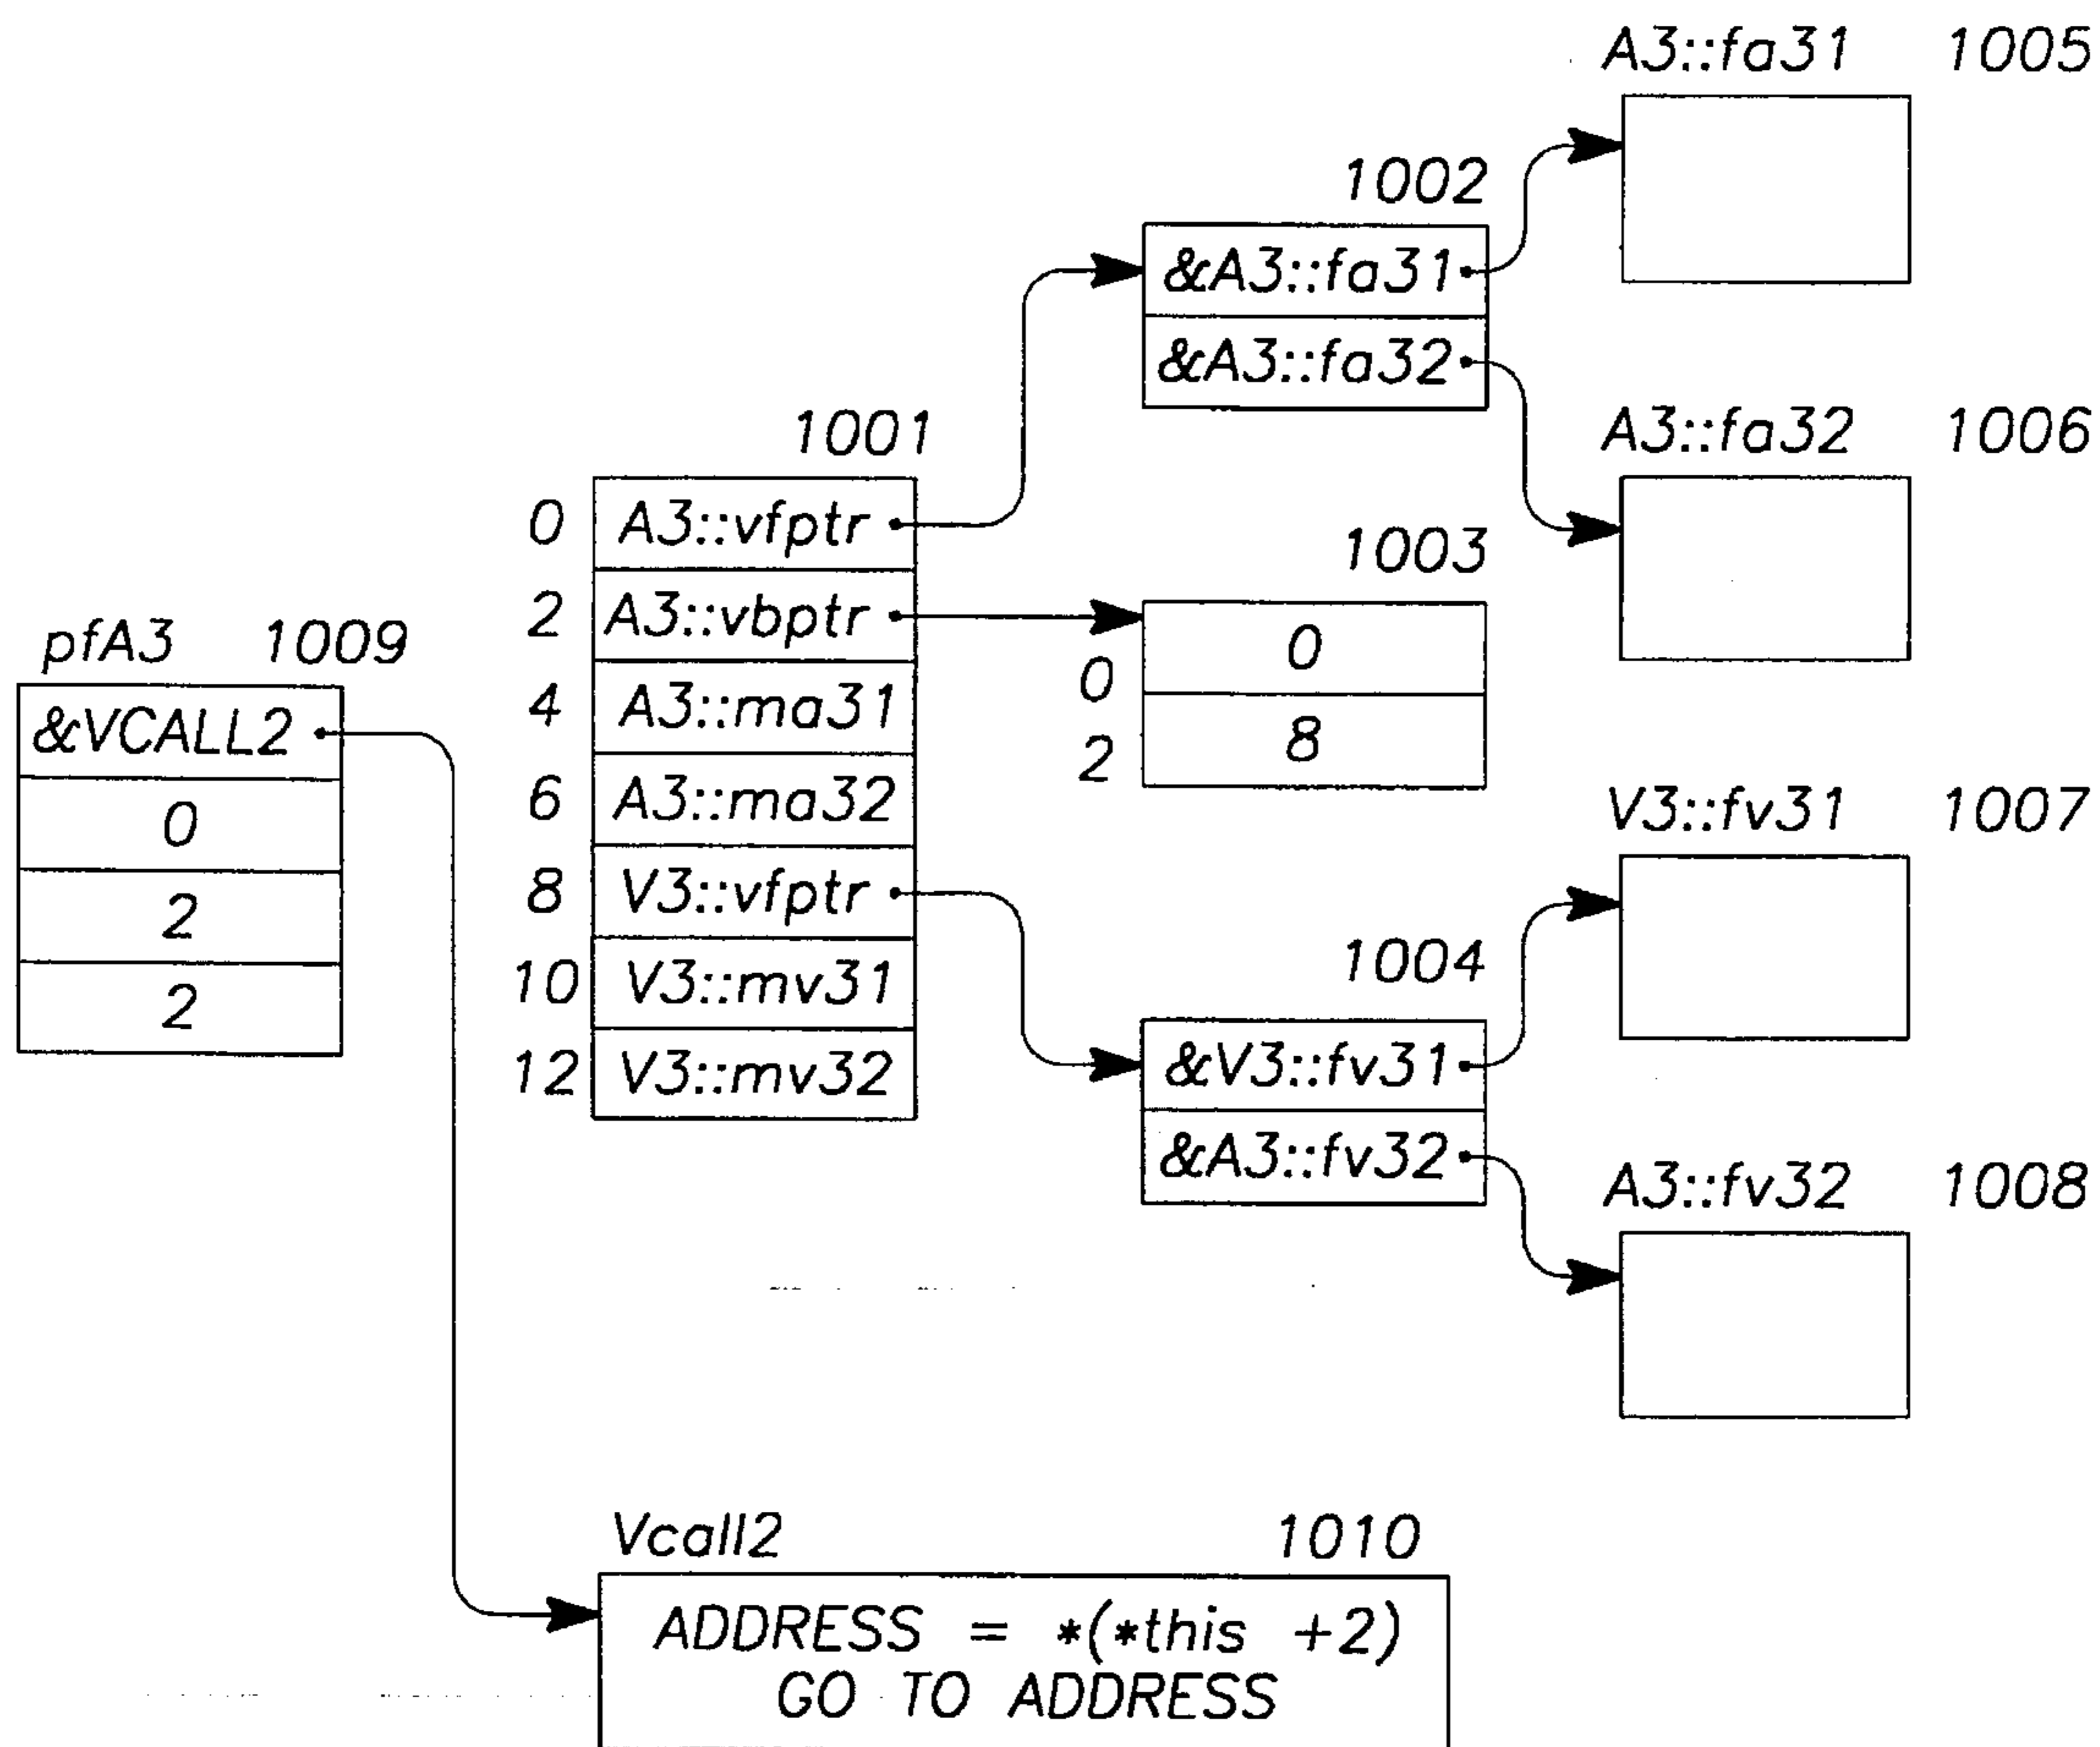 A3::fa31 1005
1002
&A3::fa31
&A3::fa32
A3::fa32 1006
1001
0 A3::vfptr
2 A3::vbptr
4 A3::ma31
6 A3::ma32
8 V3::vfptr
10 V3::mv31
12 V3::mv32
1003
0 0
2 8
pfA3 1009
&VCALL2
0
2
2
V3::fv31 1007
1004
&V3::fv31
&A3::fv32
A3::fv32 1008
Vcall2 1010
ADDRESS = *(*this +2)
GO TO ADDRESS